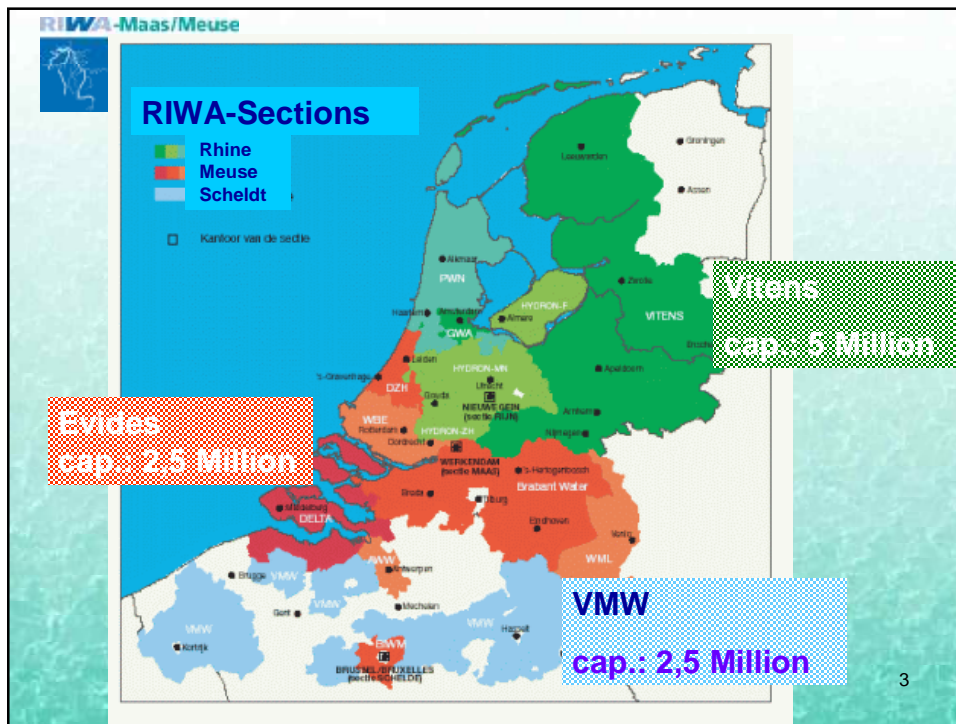 RIWA-Maas/Meuse
RIWA-Sections
Rhine
Meuse
Scheldt
Kantoor van de sectie
Groningen
Leeuwarden
Assen
Alkmaar
PWN
Zwolle
HYDRON-F
VITENS
Vitens
cap.: 5 Million
Haarlem
Amsterdam
Almere
GWA
Ensche
Leiden
HYDRON-MN
Apeldoorn
's-Gravenhage
Utrecht
DZH
Gouda
NIEUWEGEIN
(sectie RIJN)
Arnhem
WBE
Rotterdam
HYDRON-ZH
Nijmegen
Evides
cap.: 2,5 Million
Dordrecht
WERKENDAM
(sectie MAAS)
's-Hertogenbosch
Brabant Water
Breda
Tilburg
Middelburg
DELTA
Eindhoven
Venlo
AWW
WML
Brugge
VMW
Antwerpen
Gent
VMW
Mechelen
VMW
VMW
Hasselt
VMW
cap.: 2,5 Million
Kortrijk
BIWM
BRUSSEL/BRUXELLES
(sectie SCHELDE)
3